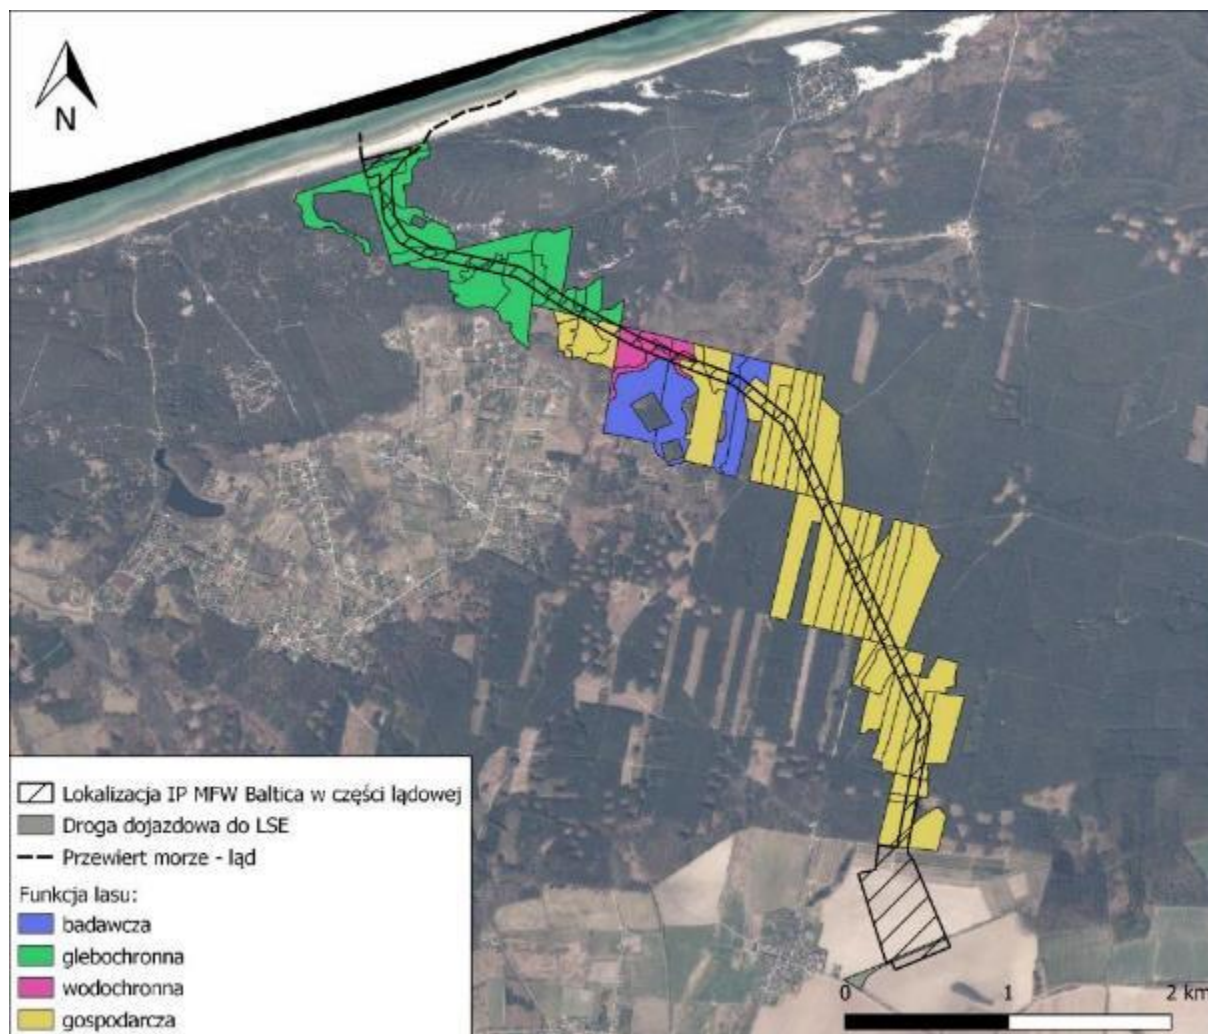 N
Lokalizacja IP MFW Baltica w części lądowej
Droga dojazdowa do LSE
Przewiert morze - ląd
Funkcja lasu:
badawcza
glebochronna
wodochronna
gospodarcza
0 1 2 km